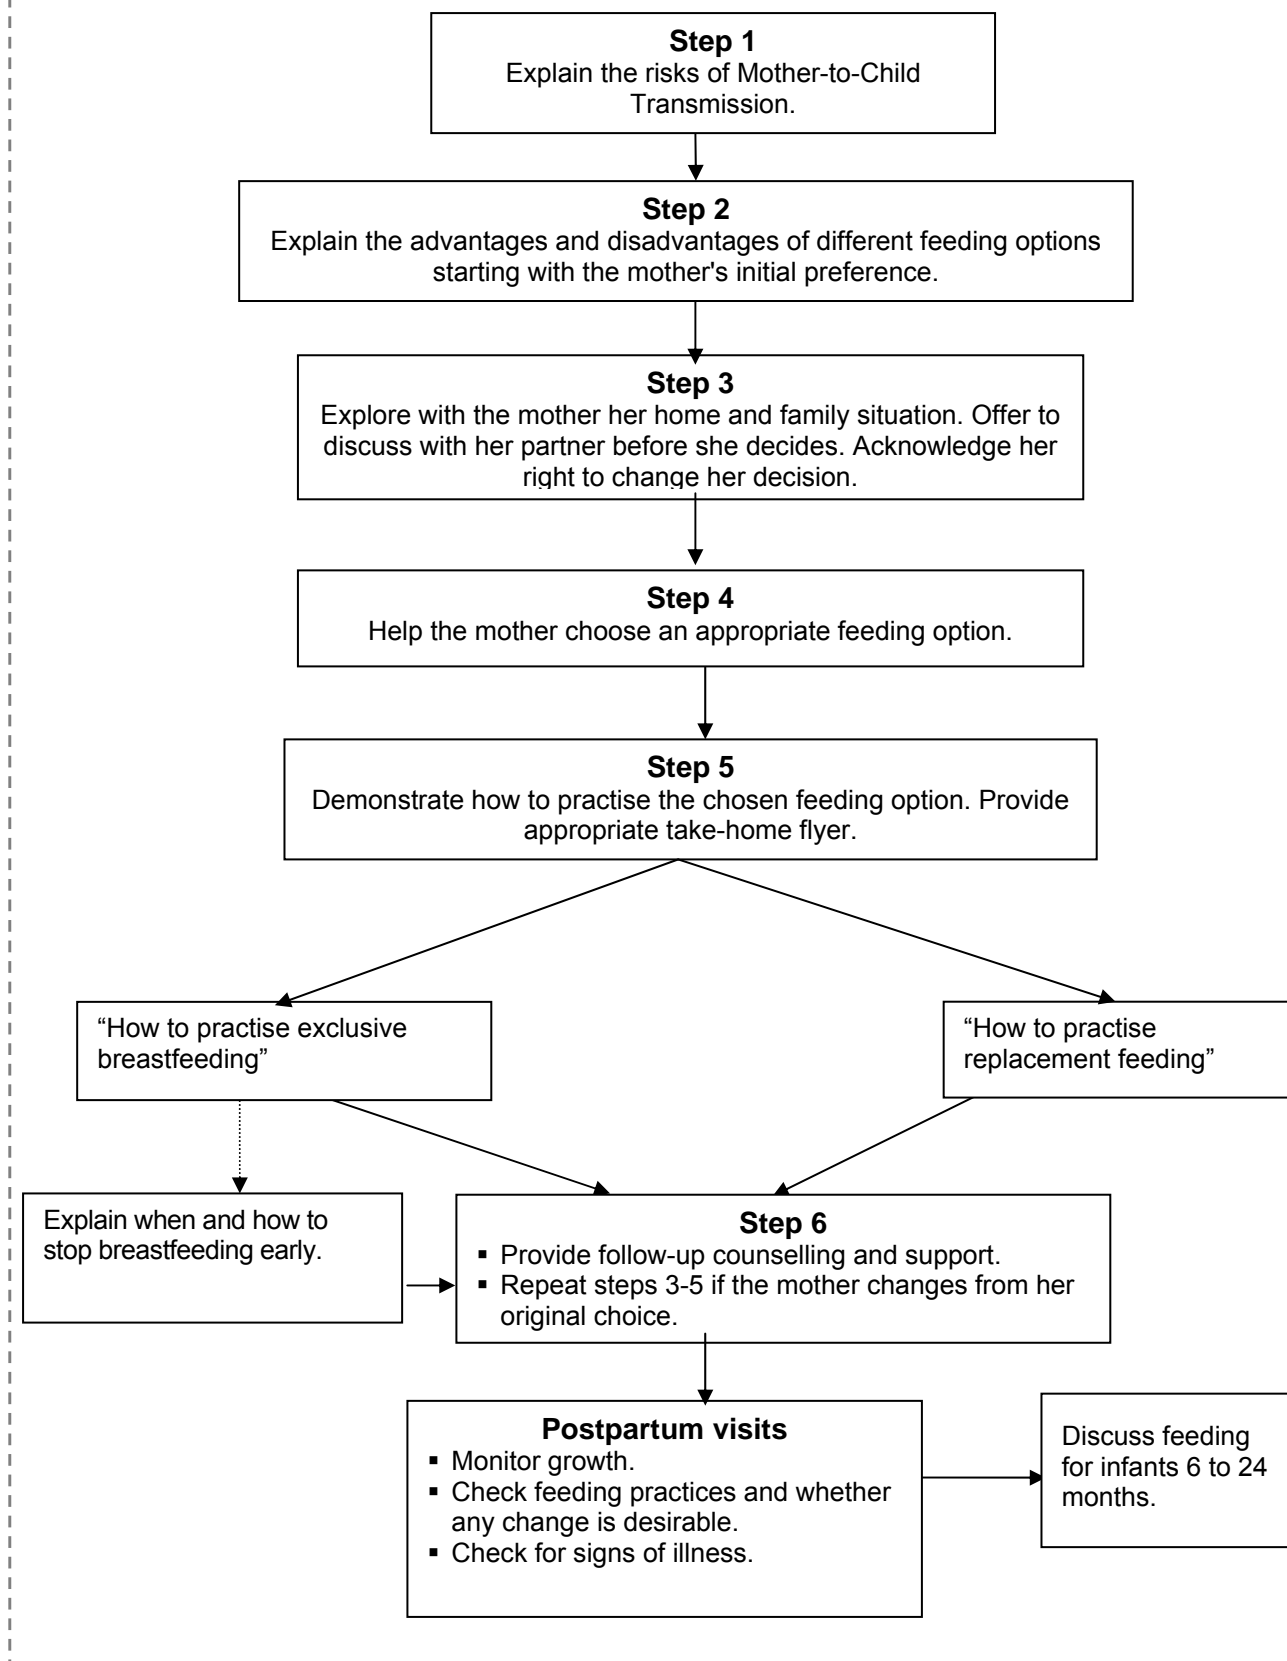 Step 1
Explain the risks of Mother-to-Child
Transmission.
Step 2
Explain the advantages and disadvantages of different feeding options
starting with the mother's initial preference.
Step 3
Explore with the mother her home and family situation. Offer to
discuss with her partner before she decides. Acknowledge her
right to change her decision.
Step 4
Help the mother choose an appropriate feeding option.
Step 5
Demonstrate how to practise the chosen feeding option. Provide
appropriate take-home flyer.
“How to practise exclusive
breastfeeding”
“How to practise
replacement feeding”
Explain when and how to
stop breastfeeding early.
Step 6
▪ Provide follow-up counselling and support.
▪ Repeat steps 3-5 if the mother changes from her
original choice.
Postpartum visits
▪ Monitor growth.
▪ Check feeding practices and whether
any change is desirable.
▪ Check for signs of illness.
Discuss feeding
for infants 6 to 24
months.